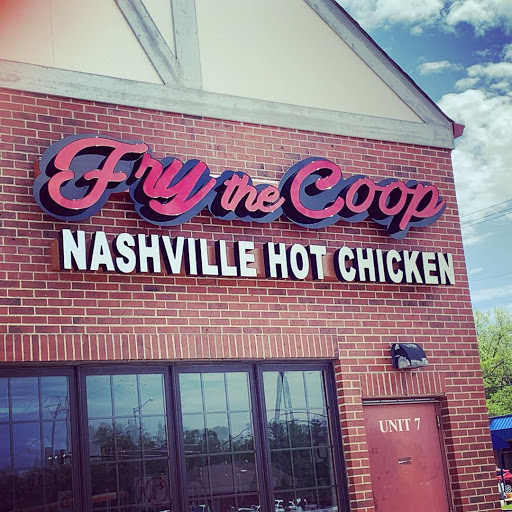 Fry the Coop
NASHVILLE HOT CHICKEN
UNIT 7